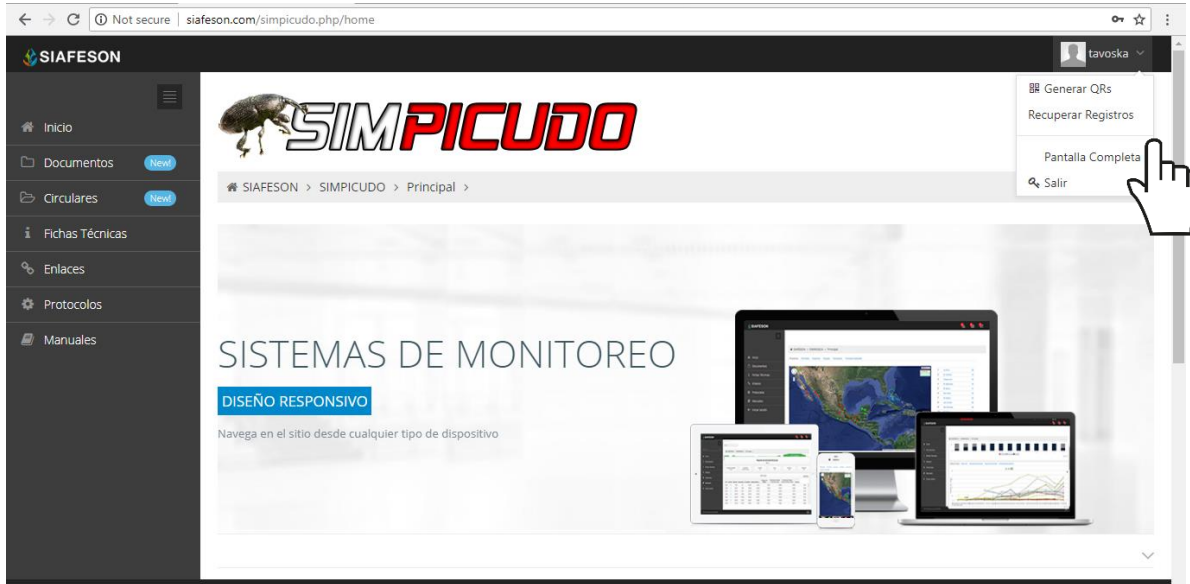 Not secure | siafeson.com/simpicudo.php/home
SIAFESON
tavoska
Generar QRs
Recuperar Registros
Pantalla Completa
Salir
Inicio
Documentos New!
Circulares New!
Fichas Técnicas
Enlaces
Protocolos
Manuales
SIMPICUDO
SIAFESON > SIMPICUDO > Principal >
SISTEMAS DE MONITOREO
DISEÑO RESPONSIVO
Navega en el sitio desde cualquier tipo de dispositivo